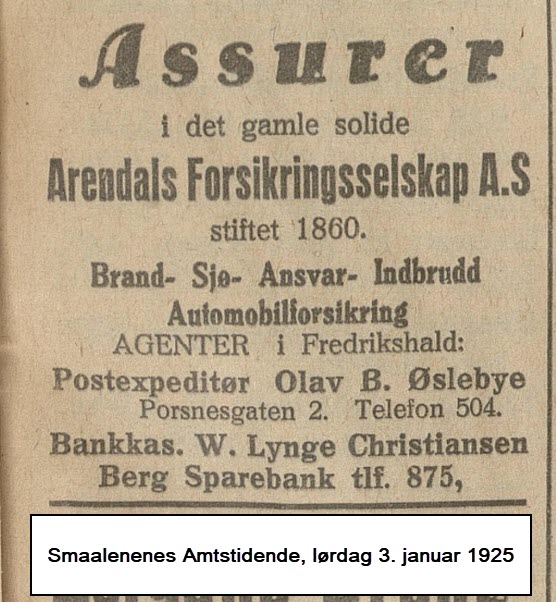 Assurer
i det gamle solide
Arendals Forsikringsselskap A.S
stiftet 1860.
Brand- Sjø- Ansvar- Indbrudd
Automobilforsikring
AGENTER i Fredrikshald:
Postexpeditør Olav B. Øslebye
Porsnesgaten 2. Telefon 504.
Bankkas. W. Lynge Christiansen
Berg Sparebank tlf. 875,
Smaalenenes Amtstidende, lørdag 3. januar 1925